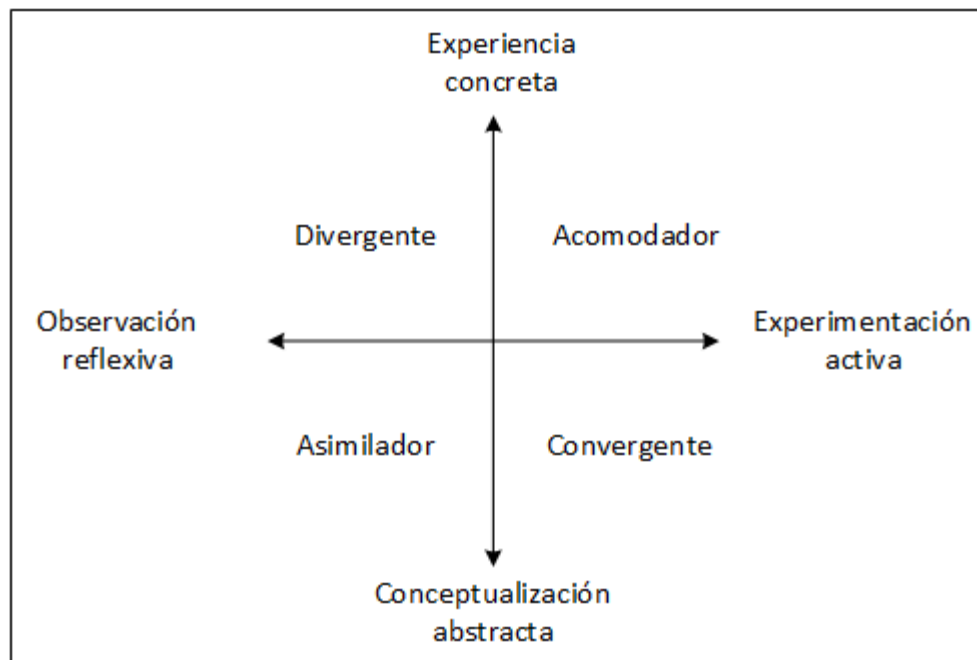 Experiencia
concreta
Divergente
Acomodador
Observación
reflexiva
Experimentación
activa
Asimilador
Convergente
Conceptualización
abstracta